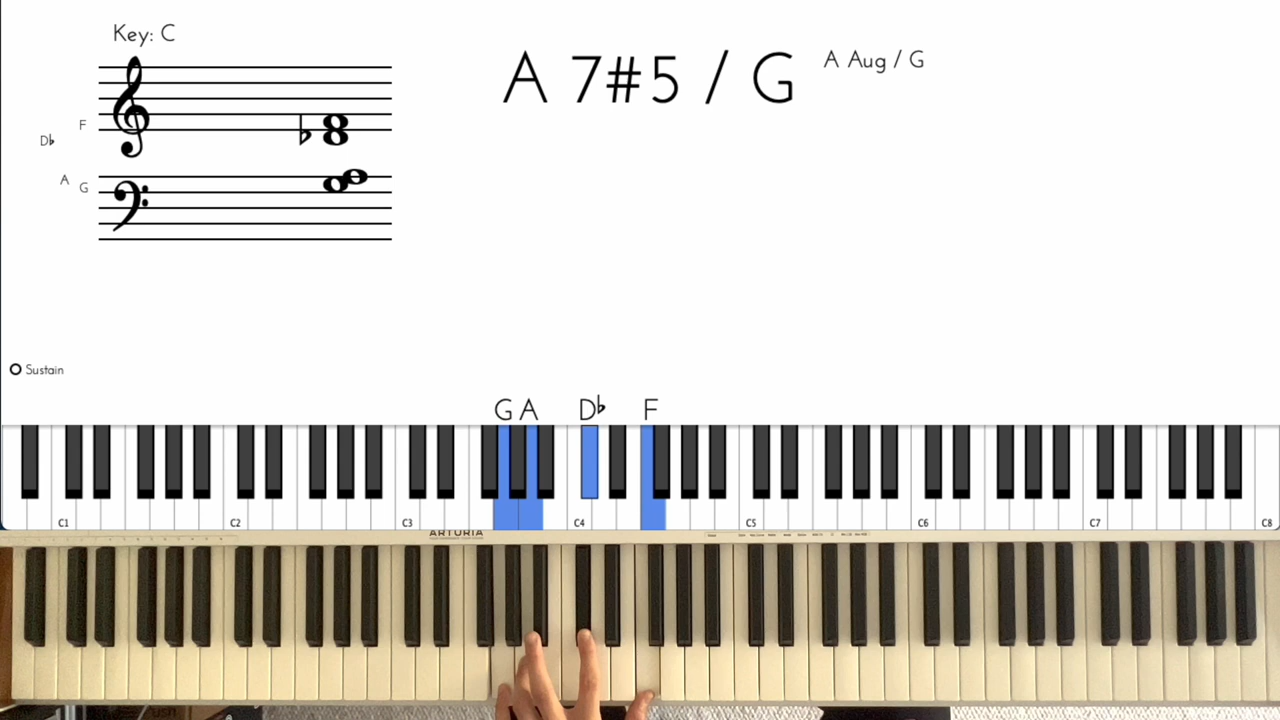 Key: C
A 7#5 / G
A Aug / G
F
D♭
A
G
Sustain
G A D♭ F
C1 C2 C3 C4 C5 C6 C7 C8
ARTURIA